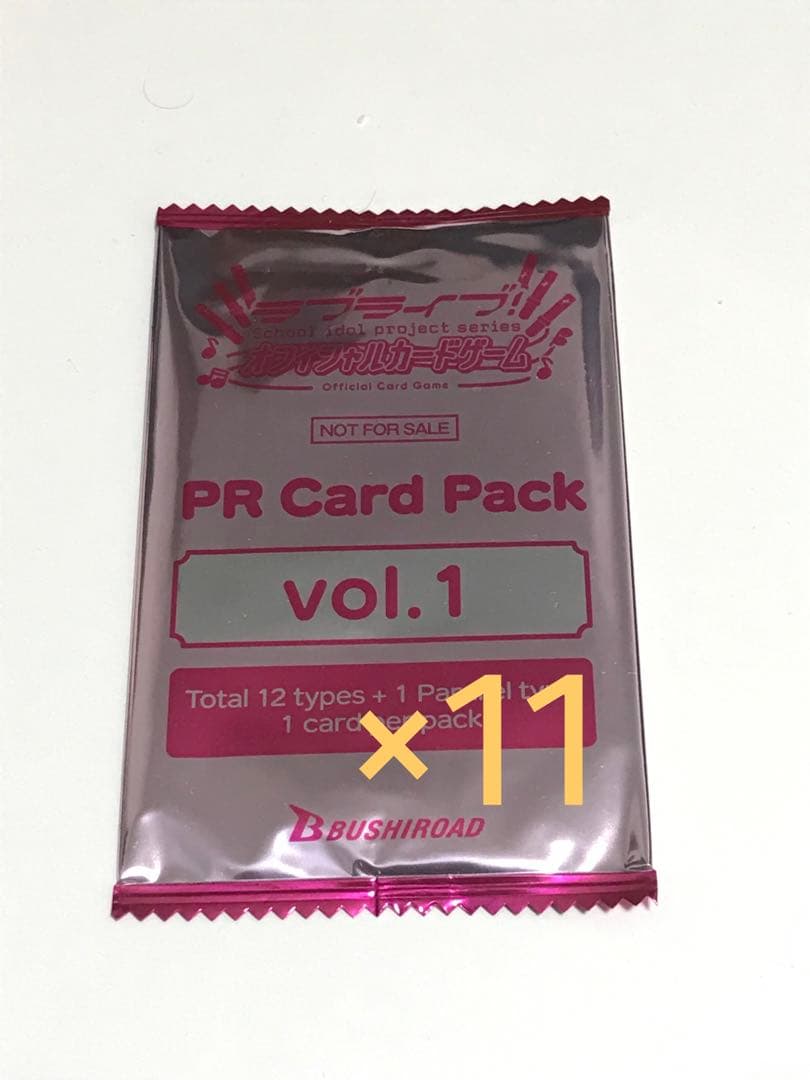 ラブライブ!
School idol project series
オフィシャルカードゲーム
Official Card Game
NOT FOR SALE
PR Card Pack
vol.1
Total 12 types + 1
1 card pack
×11
BUSHIROAD